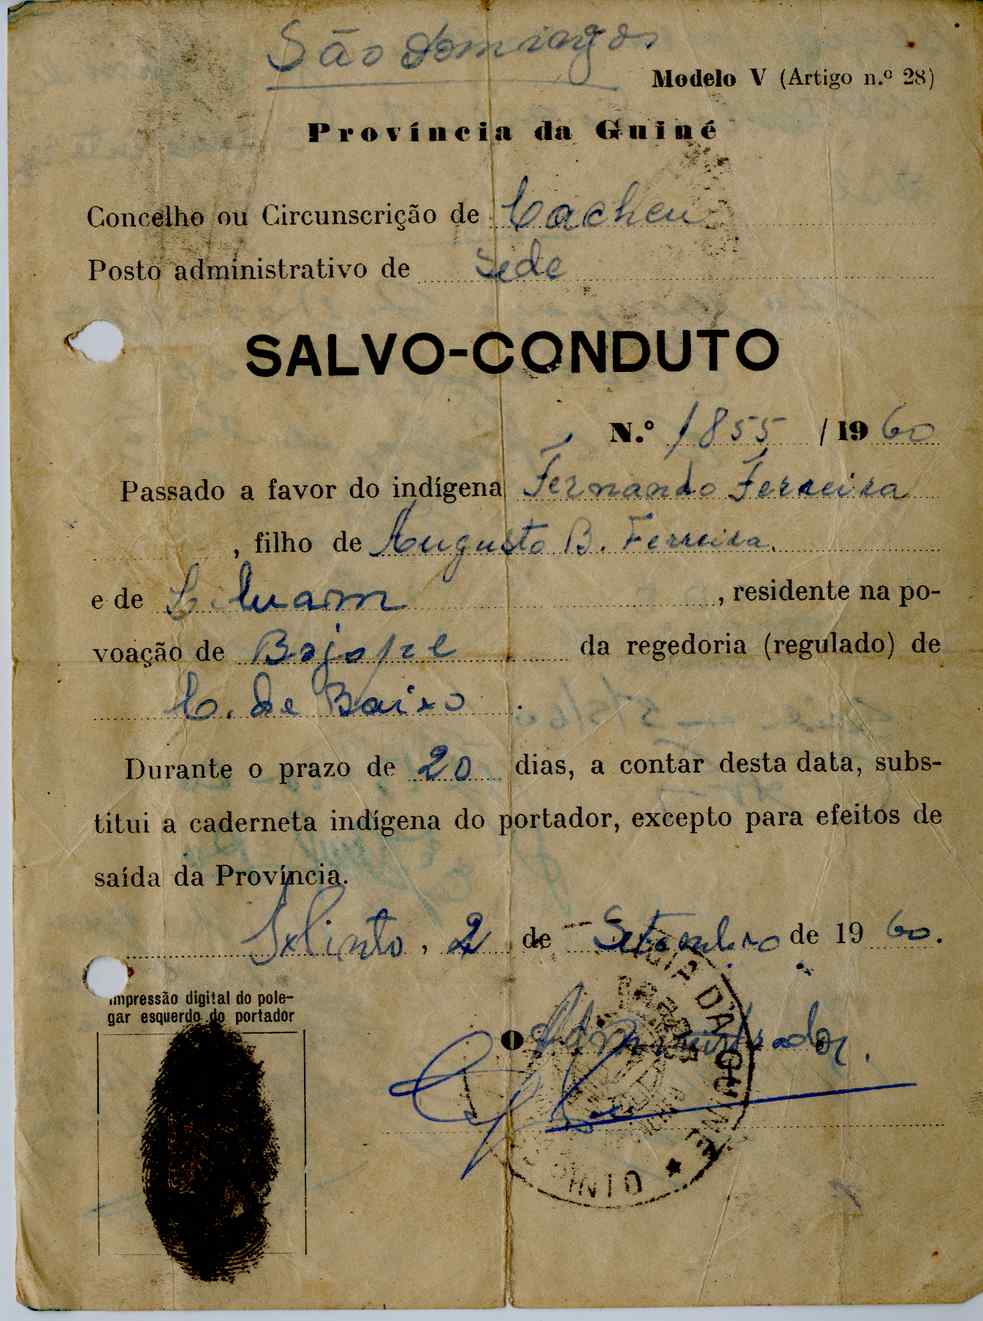 São Domingos
Modelo V (Artigo n.º 28)
Província da Guiné
Concelho ou Circunscrição de Cacheu
Posto administrativo de Sede
SALVO-CONDUTO
N.º 1855 /1960
Passado a favor do indígena Fernando Ferreira
, filho de Augusto B. Ferreira.
e de , residente na po-
voação de Bajope da regedoria (regulado) de
C. de Baixo .
Durante o prazo de 20 dias, a contar desta data, subs-
titui a caderneta indígena do portador, excepto para efeitos de
saída da Província.
, 2 de Setembro de 1960.
Impressão digital do pole-
gar esquerdo do portador
O Administrador,